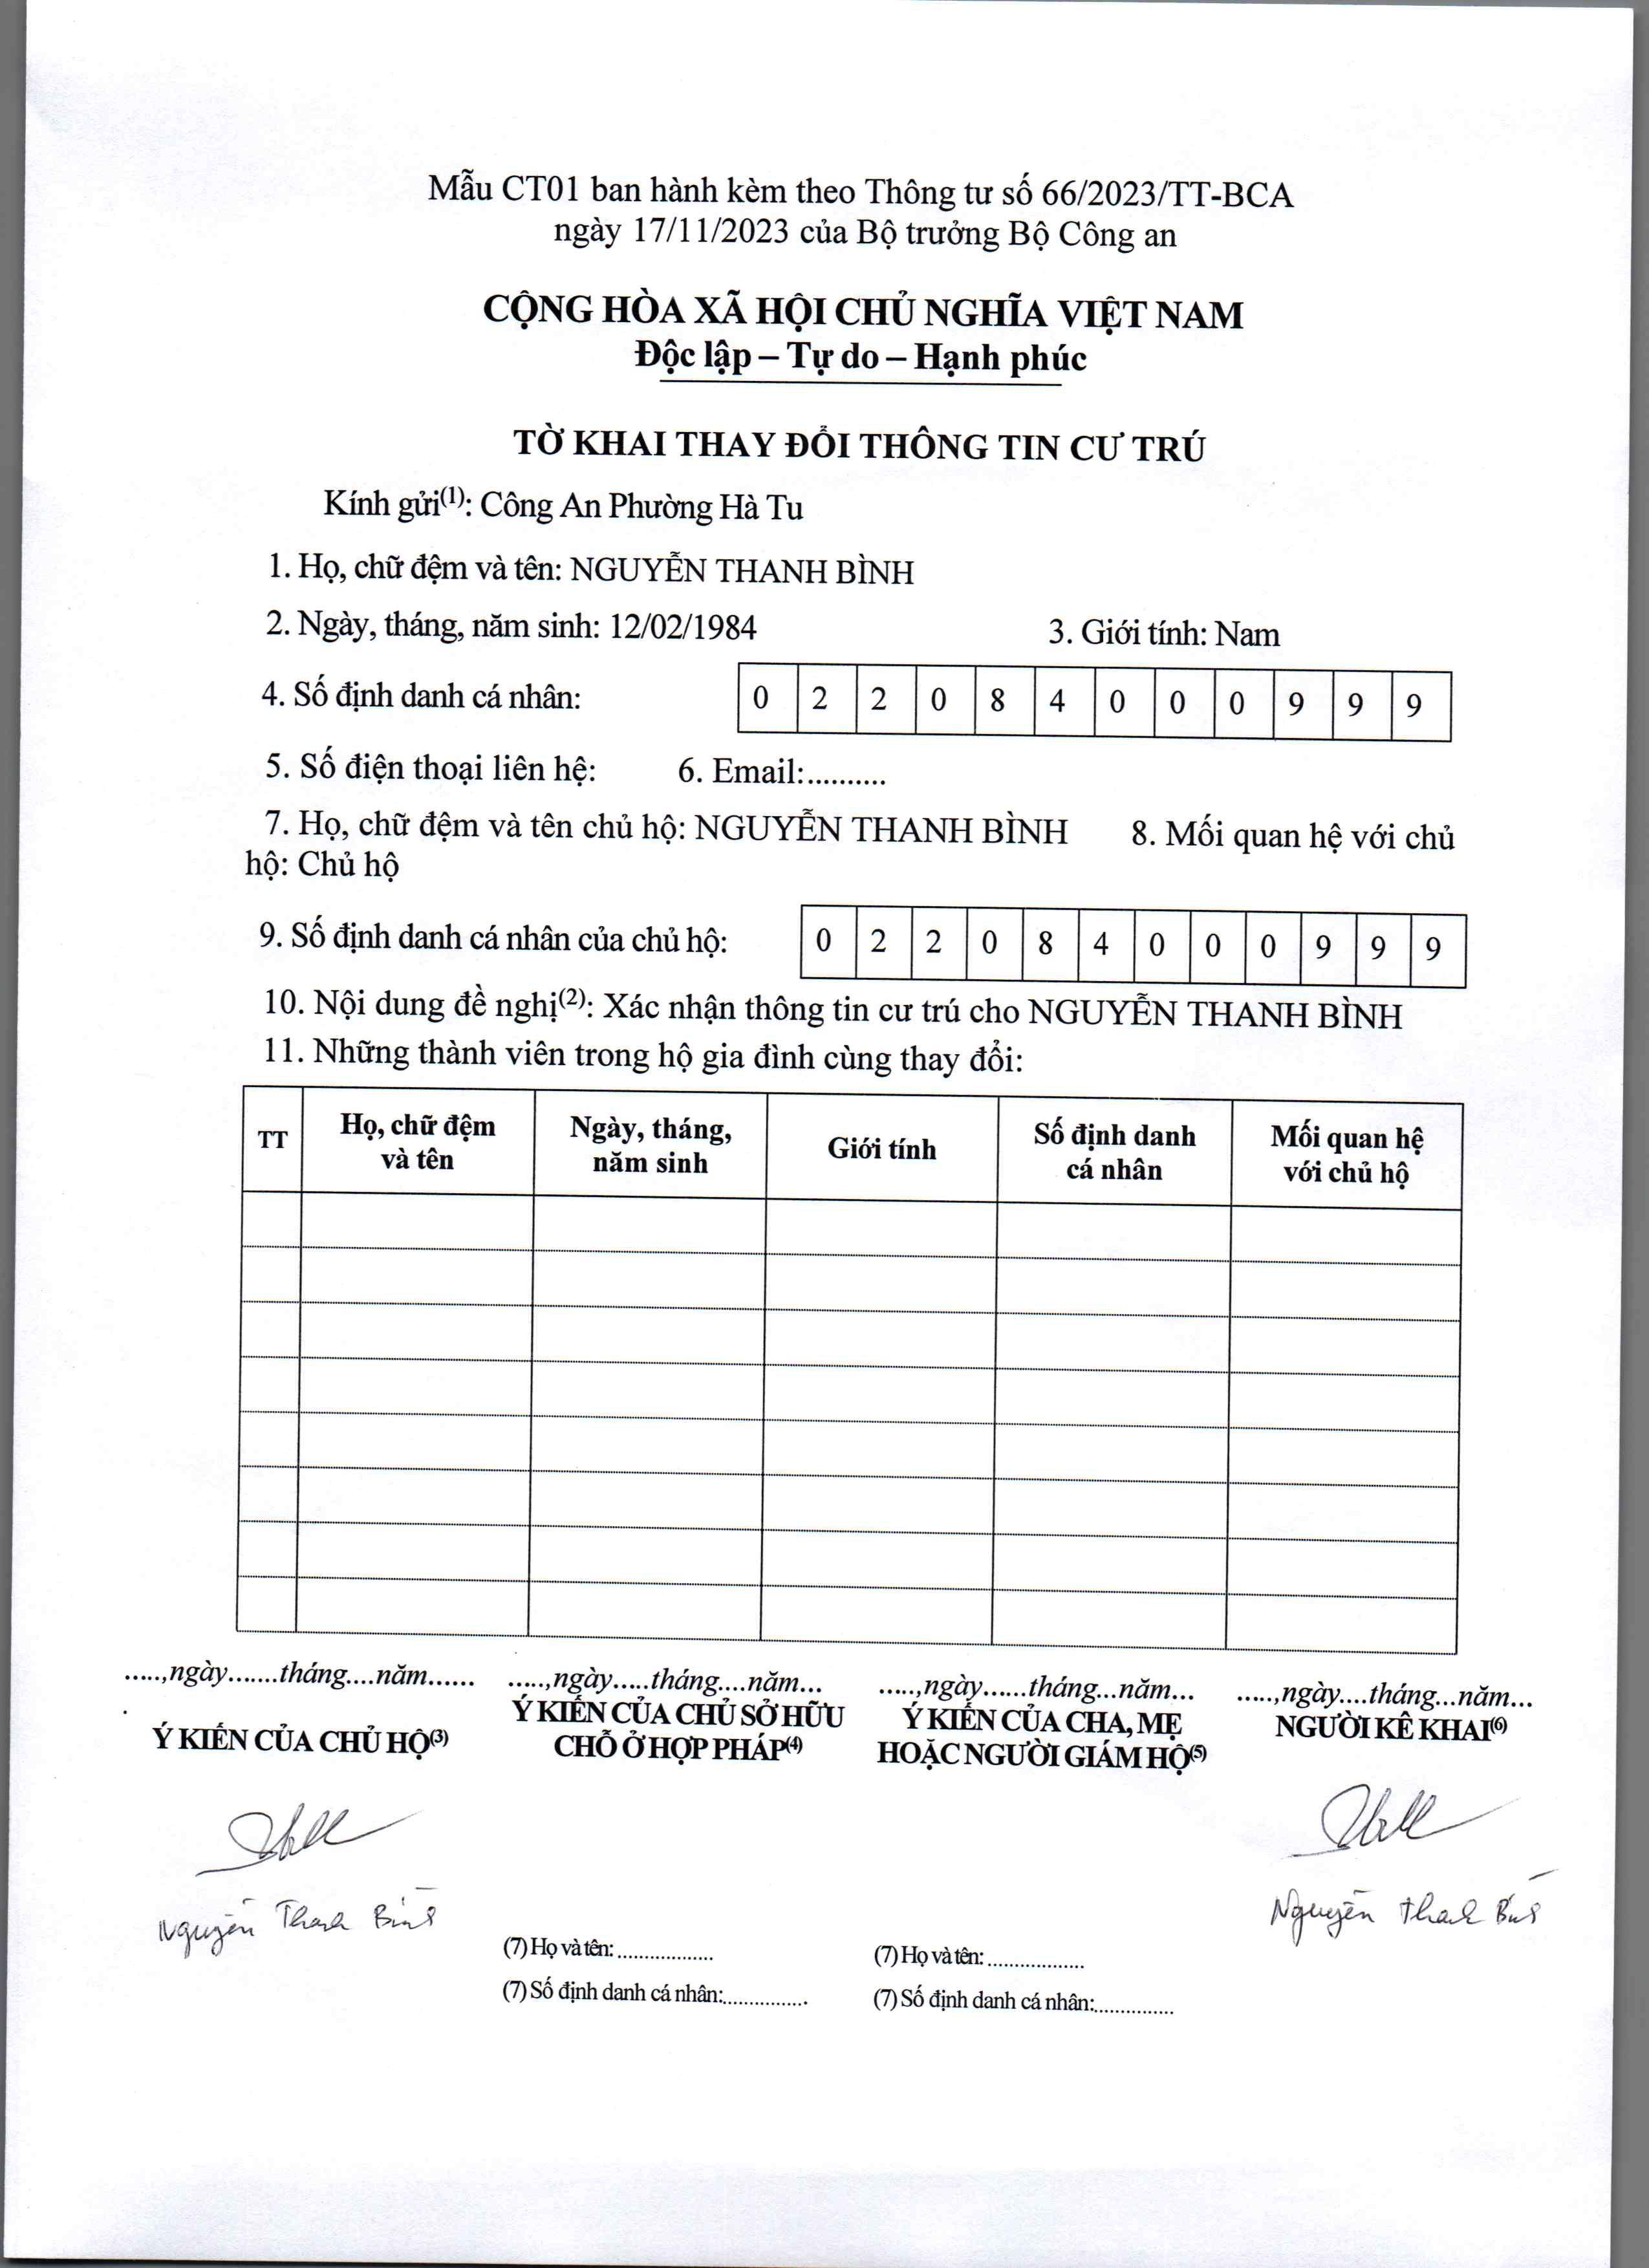 Mẫu CT01 ban hành kèm theo Thông tư số 66/2023/TT-BCA
ngày 17/11/2023 của Bộ trưởng Bộ Công an
CỘNG HÒA XÃ HỘI CHỦ NGHĨA VIỆT NAM
Độc lập – Tự do – Hạnh phúc
TỜ KHAI THAY ĐỔI THÔNG TIN CƯ TRÚ
Kính gửi(1): Công An Phường Hà Tu
1. Họ, chữ đệm và tên: NGUYỄN THANH BÌNH
2. Ngày, tháng, năm sinh: 12/02/1984 3. Giới tính: Nam
4. Số định danh cá nhân: 0 2 2 0 8 4 0 0 0 9 9 9
5. Số điện thoại liên hệ: 6. Email:..........
7. Họ, chữ đệm và tên chủ hộ: NGUYỄN THANH BÌNH 8. Mối quan hệ với chủ
hộ: Chủ hộ
9. Số định danh cá nhân của chủ hộ: 0 2 2 0 8 4 0 0 0 9 9 9
10. Nội dung đề nghị(2): Xác nhận thông tin cư trú cho NGUYỄN THANH BÌNH
11. Những thành viên trong hộ gia đình cùng thay đổi:
TT Họ, chữ đệm Ngày, tháng, Giới tính Số định danh Mối quan hệ
và tên năm sinh cá nhân với chủ hộ
.....,ngày.......tháng....năm...... .....,ngày.....tháng....năm... .....,ngày......tháng...năm... .....,ngày....tháng...năm...
Ý KIẾN CỦA CHỦ HỘ(3) Ý KIẾN CỦA CHỦ SỞ HỮU Ý KIẾN CỦA CHA, MẸ NGƯỜI KÊ KHAI(6)
CHỖ Ở HỢP PHÁP(4) HOẶC NGƯỜI GIÁM HỘ(5)
Nguyễn Thanh Bình Nguyễn Thanh Bình
(7) Họ và tên: ................. (7) Họ và tên: .................
(7) Số định danh cá nhân:.............. (7) Số định danh cá nhân:..............